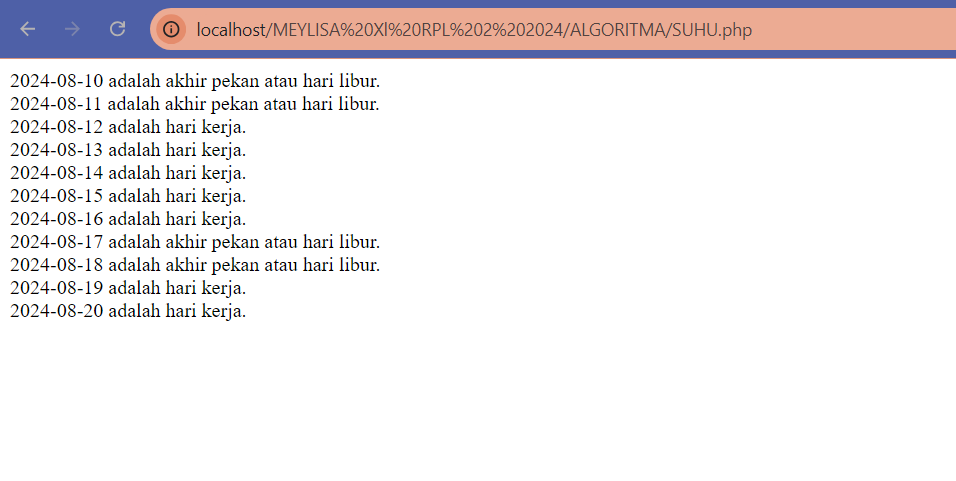 localhost/MEYLISA%20Xl%20RPL%202%202024/ALGORITMA/SUHU.php
2024-08-10 adalah akhir pekan atau hari libur.
2024-08-11 adalah akhir pekan atau hari libur.
2024-08-12 adalah hari kerja.
2024-08-13 adalah hari kerja.
2024-08-14 adalah hari kerja.
2024-08-15 adalah hari kerja.
2024-08-16 adalah hari kerja.
2024-08-17 adalah akhir pekan atau hari libur.
2024-08-18 adalah akhir pekan atau hari libur.
2024-08-19 adalah hari kerja.
2024-08-20 adalah hari kerja.